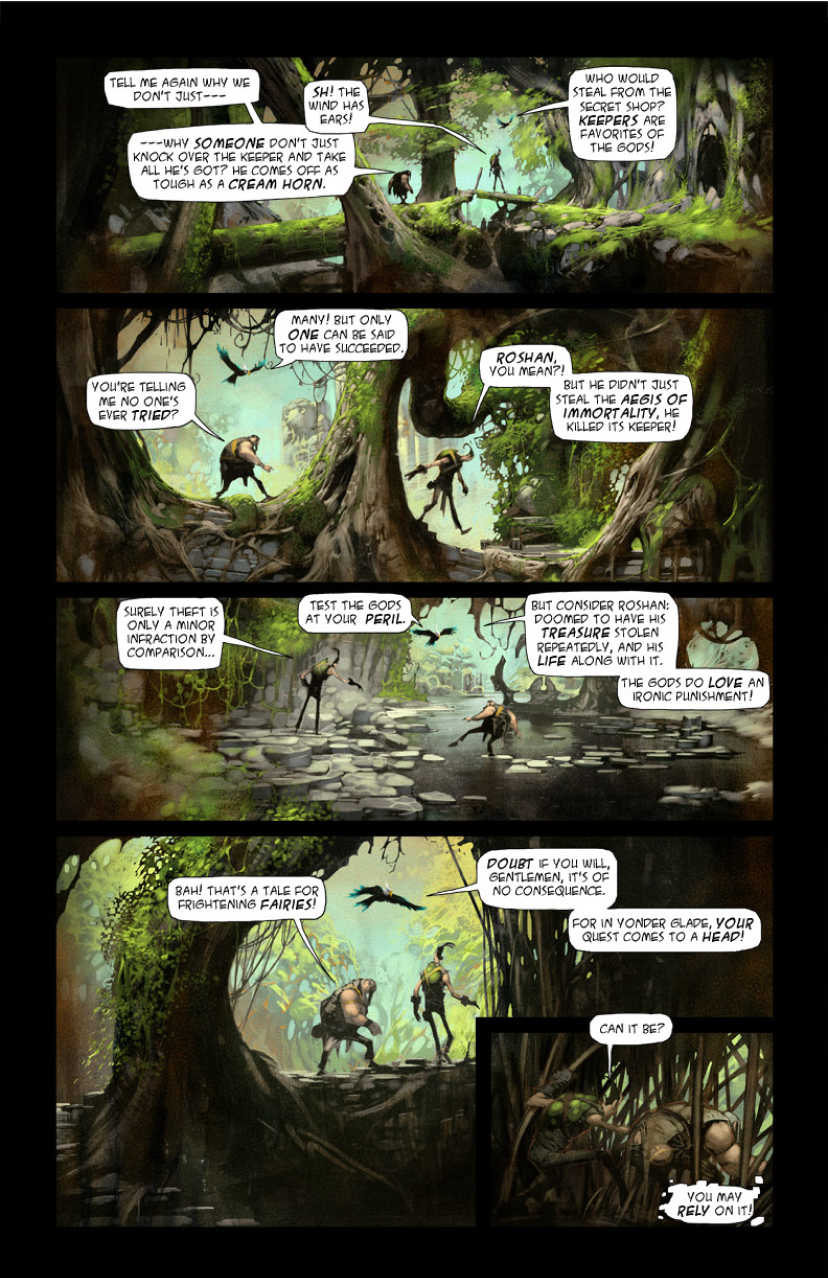 TELL ME AGAIN WHY WE
DON'T JUST---
---WHY SOMEONE DON'T JUST
KNOCK OVER THE KEEPER AND TAKE
ALL HE'S GOT? HE COMES OFF AS
TOUGH AS A CREAM HORN.
SH! THE
WIND HAS
EARS!
WHO WOULD
STEAL FROM THE
SECRET SHOP?
KEEPERS ARE
FAVORITES OF
THE GODS!
YOU'RE TELLING
ME NO ONE'S
EVER TRIED?
MANY! BUT ONLY
ONE CAN BE SAID
TO HAVE SUCCEEDED.
ROSHAN,
YOU MEAN?!
BUT HE DIDN'T JUST
STEAL THE AEGIS OF
IMMORTALITY, HE
KILLED ITS KEEPER!
SURELY THEFT IS
ONLY A MINOR
INFRACTION BY
COMPARISON...
TEST THE GODS
AT YOUR PERIL.
BUT CONSIDER ROSHAN:
DOOMED TO HAVE HIS
TREASURE STOLEN
REPEATEDLY, AND HIS
LIFE ALONG WITH IT.
THE GODS DO LOVE AN
IRONIC PUNISHMENT!
BAH! THAT'S A TALE FOR
FRIGHTENING FAIRIES!
DOUBT IF YOU WILL,
GENTLEMEN, IT'S OF
NO CONSEQUENCE.
FOR IN YONDER GLADE, YOUR
QUEST COMES TO A HEAD!
CAN IT BE?
YOU MAY
RELY ON IT!